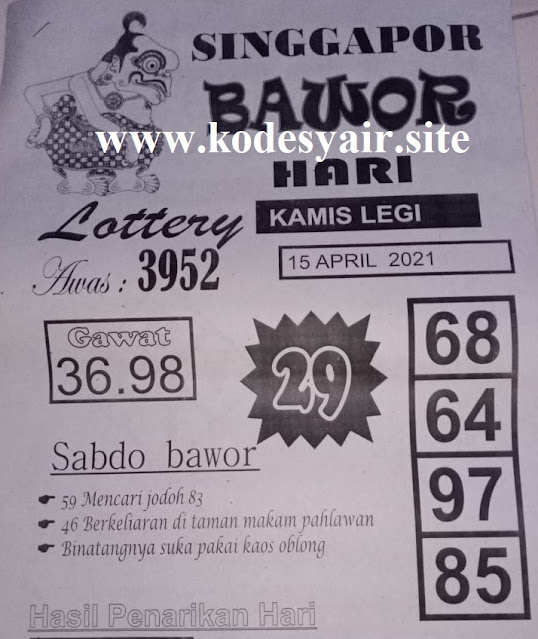 SINGGAPOR
BAWOR
www.kodesyair.site
HARI
Lottery
KAMIS LEGI
Awas : 3952
15 APRIL 2021
Gawat
36.98
29
68
64
97
85
Sabdo bawor
59 Mencari jodoh 83
46 Berkeliaran di taman makam pahlawan
Binatangnya suka pakai kaos oblong
Hasil Penarikan Hari